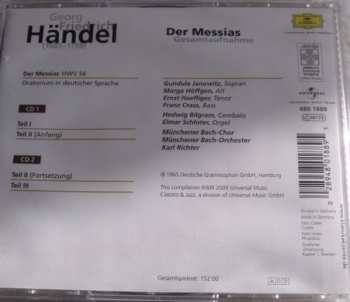 Georg
Friedrich
Händel
Der Messias
Gesamtaufnahme
Der Messias HWV 56
Oratorium in deutscher Sprache
CD 1
Teil I
Teil II (Anfang)
CD 2
Teil II (Fortsetzung)
Teil III
Gundula Janowitz, Sopran
Marga Höffgen, Alt
Ernst Haefliger, Tenor
Franz Crass, Bass
Hedwig Bilgram, Cembalo
Elmar Schloter, Orgel
Münchener Bach-Chor
Münchener Bach-Orchester
Karl Richter
℗ 1965 Deutsche Grammophon GmbH, Hamburg
This compilation ℗&© 2009 Universal Music
Classics & Jazz, a division of Universal Music GmbH
Gesamtspielzeit: 152'00
UNIVERSAL
480 1889